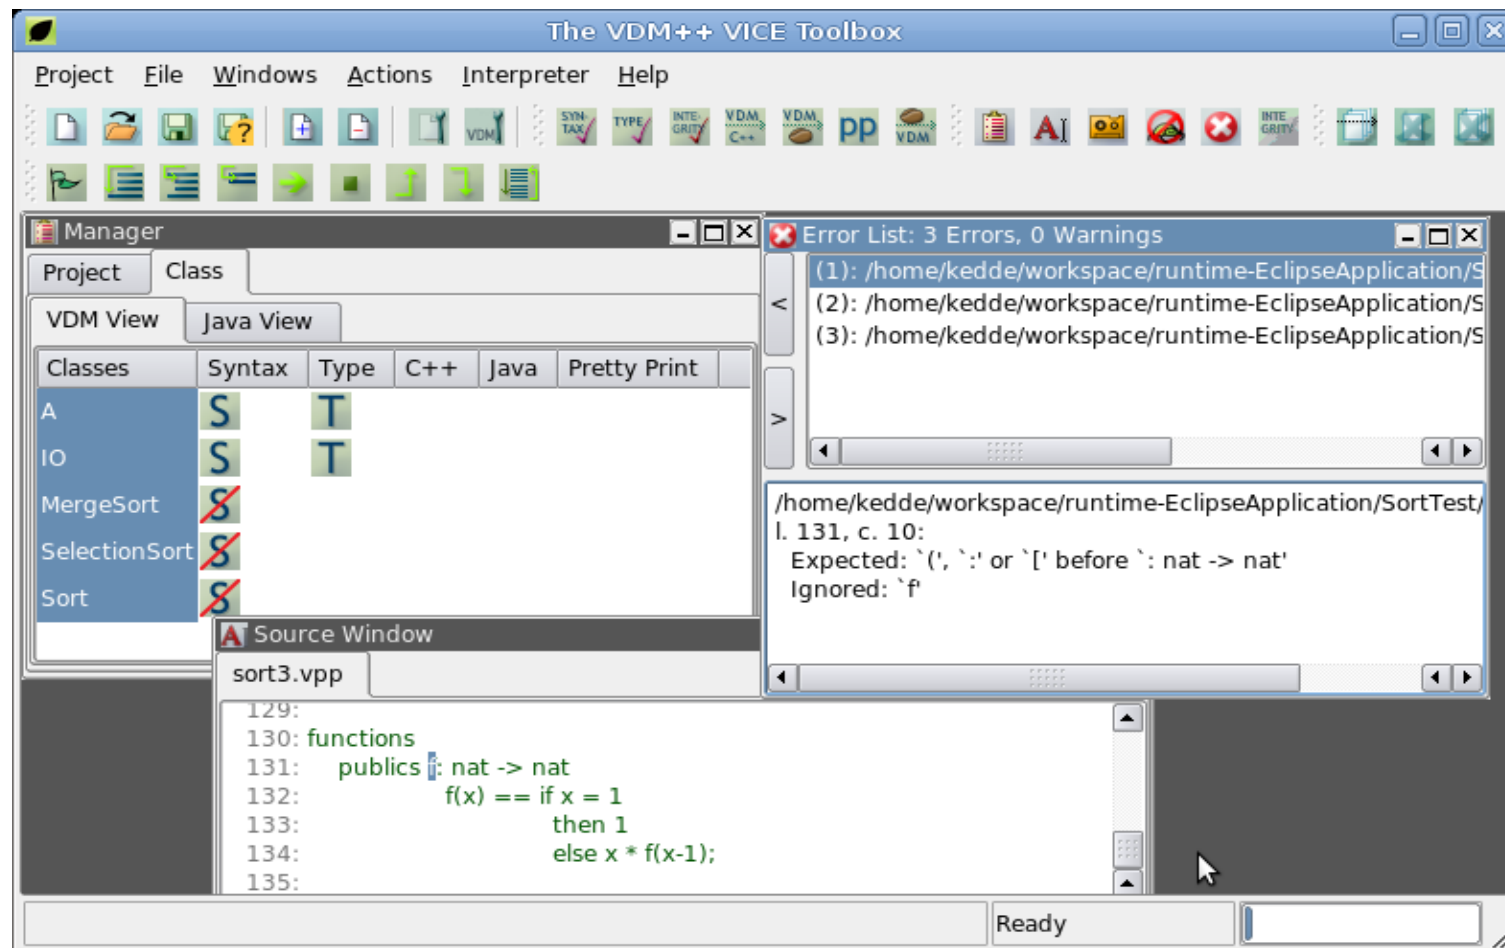 The VDM++ VICE Toolbox
Project File Windows Actions Interpreter Help
SYN-TAX TYPE INTE-GRITY VDM C++ VDM pp VDM INTE GRITY
VDM
Manager
Project Class
VDM View Java View
Classes Syntax Type C++ Java Pretty Print
A S T
IO S T
MergeSort S
SelectionSort S
Sort S
Error List: 3 Errors, 0 Warnings
(1): /home/kedde/workspace/runtime-EclipseApplication/S
<
(2): /home/kedde/workspace/runtime-EclipseApplication/S
(3): /home/kedde/workspace/runtime-EclipseApplication/S
>
/home/kedde/workspace/runtime-EclipseApplication/SortTest/
l. 131, c. 10:
Expected: `(', `:' or `[' before `: nat -> nat'
Ignored: `f'
Source Window
sort3.vpp
129:
130: functions
131: publics f: nat -> nat
132: f(x) == if x = 1
133: then 1
134: else x * f(x-1);
135:
Ready